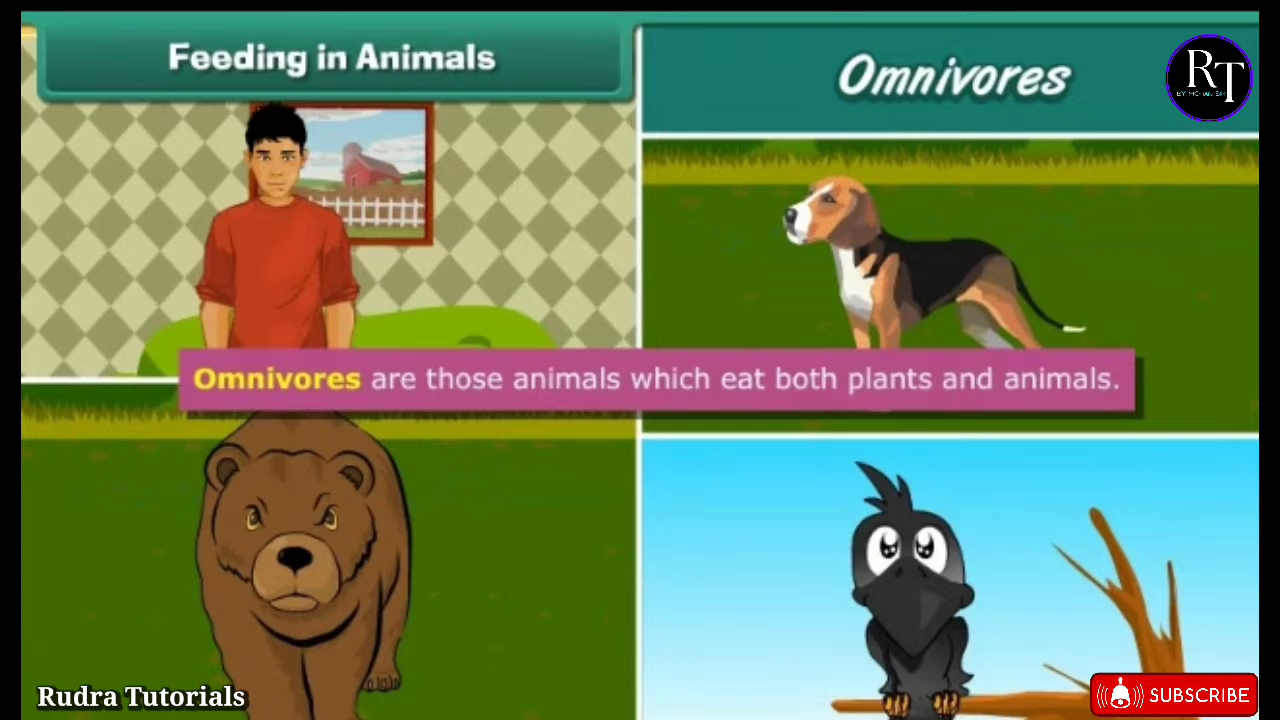 Feeding in Animals
Omnivores
RT
Omnivores are those animals which eat both plants and animals.
Rudra Tutorials
SUBSCRIBE